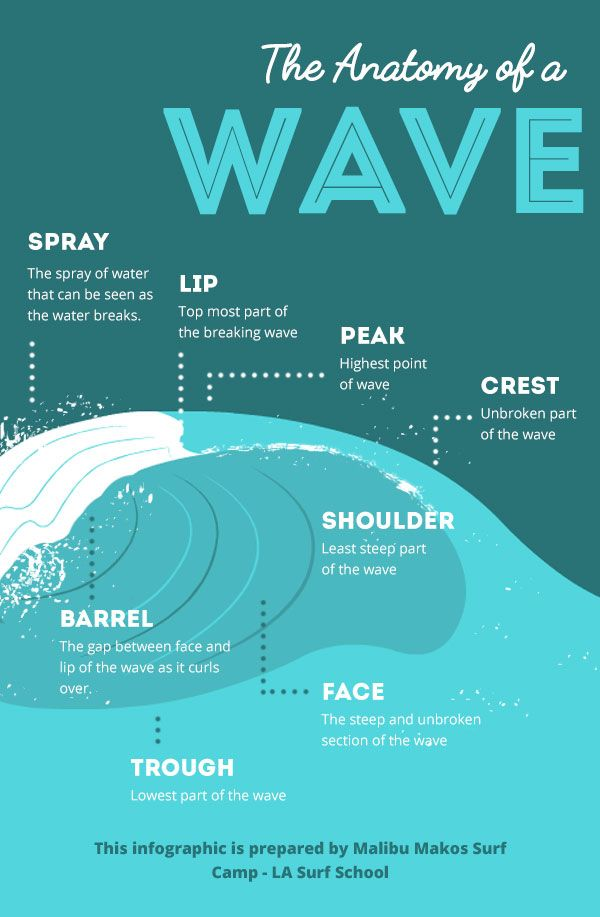 The Anatomy of a
WAVE
SPRAY
The spray of water
that can be seen as
the water breaks.
LIP
Top most part of
the breaking wave
PEAK
Highest point
of wave
CREST
Unbroken part
of the wave
SHOULDER
Least steep part
of the wave
BARREL
The gap between face and
lip of the wave as it curls
over.
FACE
The steep and unbroken
section of the wave
TROUGH
Lowest part of the wave
This infographic is prepared by Malibu Makos Surf
Camp - LA Surf School